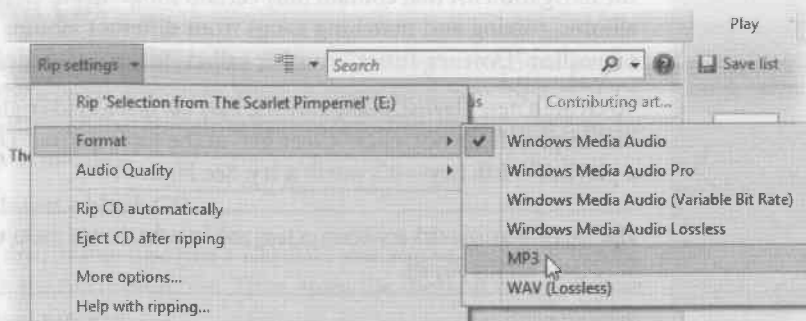 Play
Rip settings
Search
Save list
Rip 'Selection from The Scarlet Pimpernel' (E:)
Contributing art...
Format
Windows Media Audio
Audio Quality
Windows Media Audio Pro
Windows Media Audio (Variable Bit Rate)
Rip CD automatically
Windows Media Audio Lossless
Eject CD after ripping
MP3
More options...
WAV (Lossless)
Help with ripping...